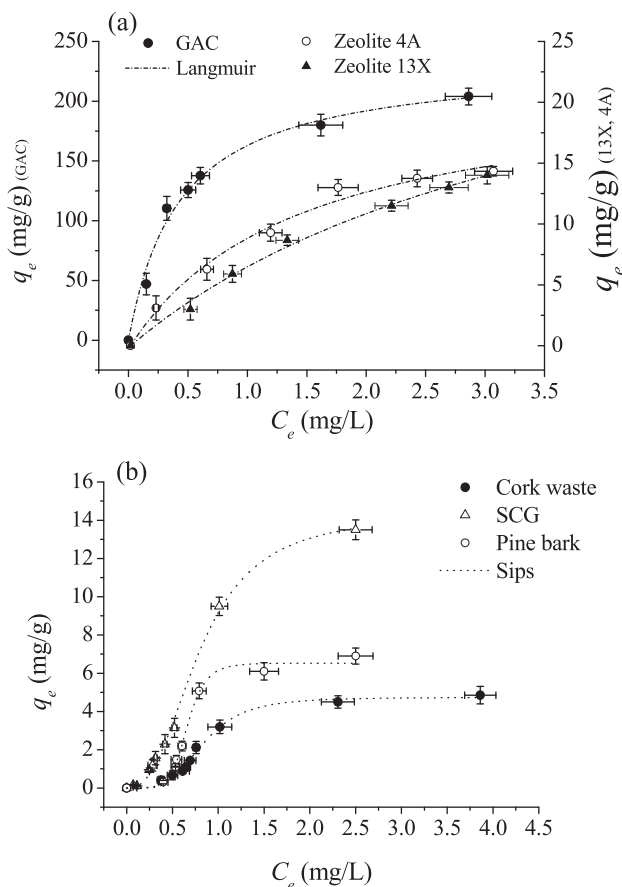 (a)
GAC
Zeolite 4A
Langmuir
Zeolite 13X
250
200
150
100
50
0
q_e (mg/g) (GAC)
25
20
15
10
5
0
q_e (mg/g) (13X, 4A)
0.0 0.5 1.0 1.5 2.0 2.5 3.0 3.5
C_e (mg/L)
(b)
Cork waste
SCG
Pine bark
Sips
16
14
12
10
8
6
4
2
0
q_e (mg/g)
0.0 0.5 1.0 1.5 2.0 2.5 3.0 3.5 4.0 4.5
C_e (mg/L)